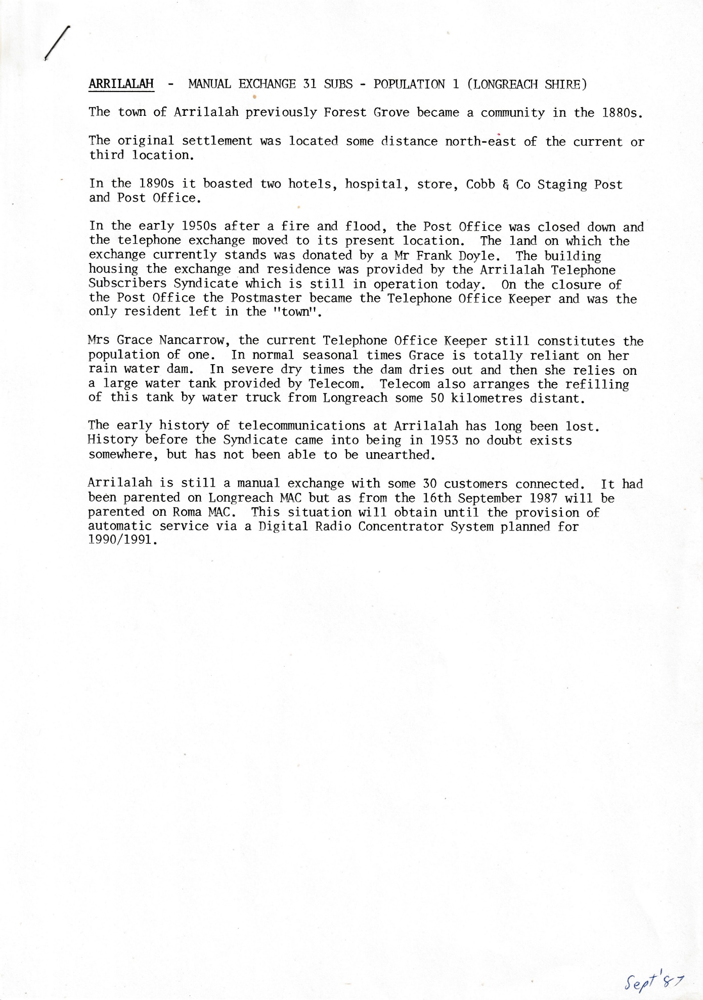 ARRILALAH - MANUAL EXCHANGE 31 SUBS - POPULATION 1 (LONGREACH SHIRE)
The town of Arrilalah previously Forest Grove became a community in the 1880s.
The original settlement was located some distance north-east of the current or
third location.
In the 1890s it boasted two hotels, hospital, store, Cobb & Co Staging Post
and Post Office.
In the early 1950s after a fire and flood, the Post Office was closed down and
the telephone exchange moved to its present location. The land on which the
exchange currently stands was donated by a Mr Frank Doyle. The building
housing the exchange and residence was provided by the Arrilalah Telephone
Subscribers Syndicate which is still in operation today. On the closure of
the Post Office the Postmaster became the Telephone Office Keeper and was the
only resident left in the "town".
Mrs Grace Nancarrow, the current Telephone Office Keeper still constitutes the
population of one. In normal seasonal times Grace is totally reliant on her
rain water dam. In severe dry times the dam dries out and then she relies on
a large water tank provided by Telecom. Telecom also arranges the refilling
of this tank by water truck from Longreach some 50 kilometres distant.
The early history of telecommunications at Arrilalah has long been lost.
History before the Syndicate came into being in 1953 no doubt exists
somewhere, but has not been able to be unearthed.
Arrilalah is still a manual exchange with some 30 customers connected. It had
been parented on Longreach MAC but as from the 16th September 1987 will be
parented on Roma MAC. This situation will obtain until the provision of
automatic service via a Digital Radio Concentrator System planned for
1990/1991.
Sept '87